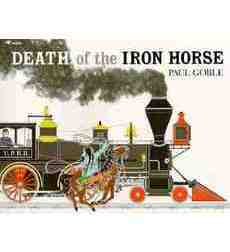 DEATH of the IRON HORSE
PAUL GOBLE
U.P.R.R.